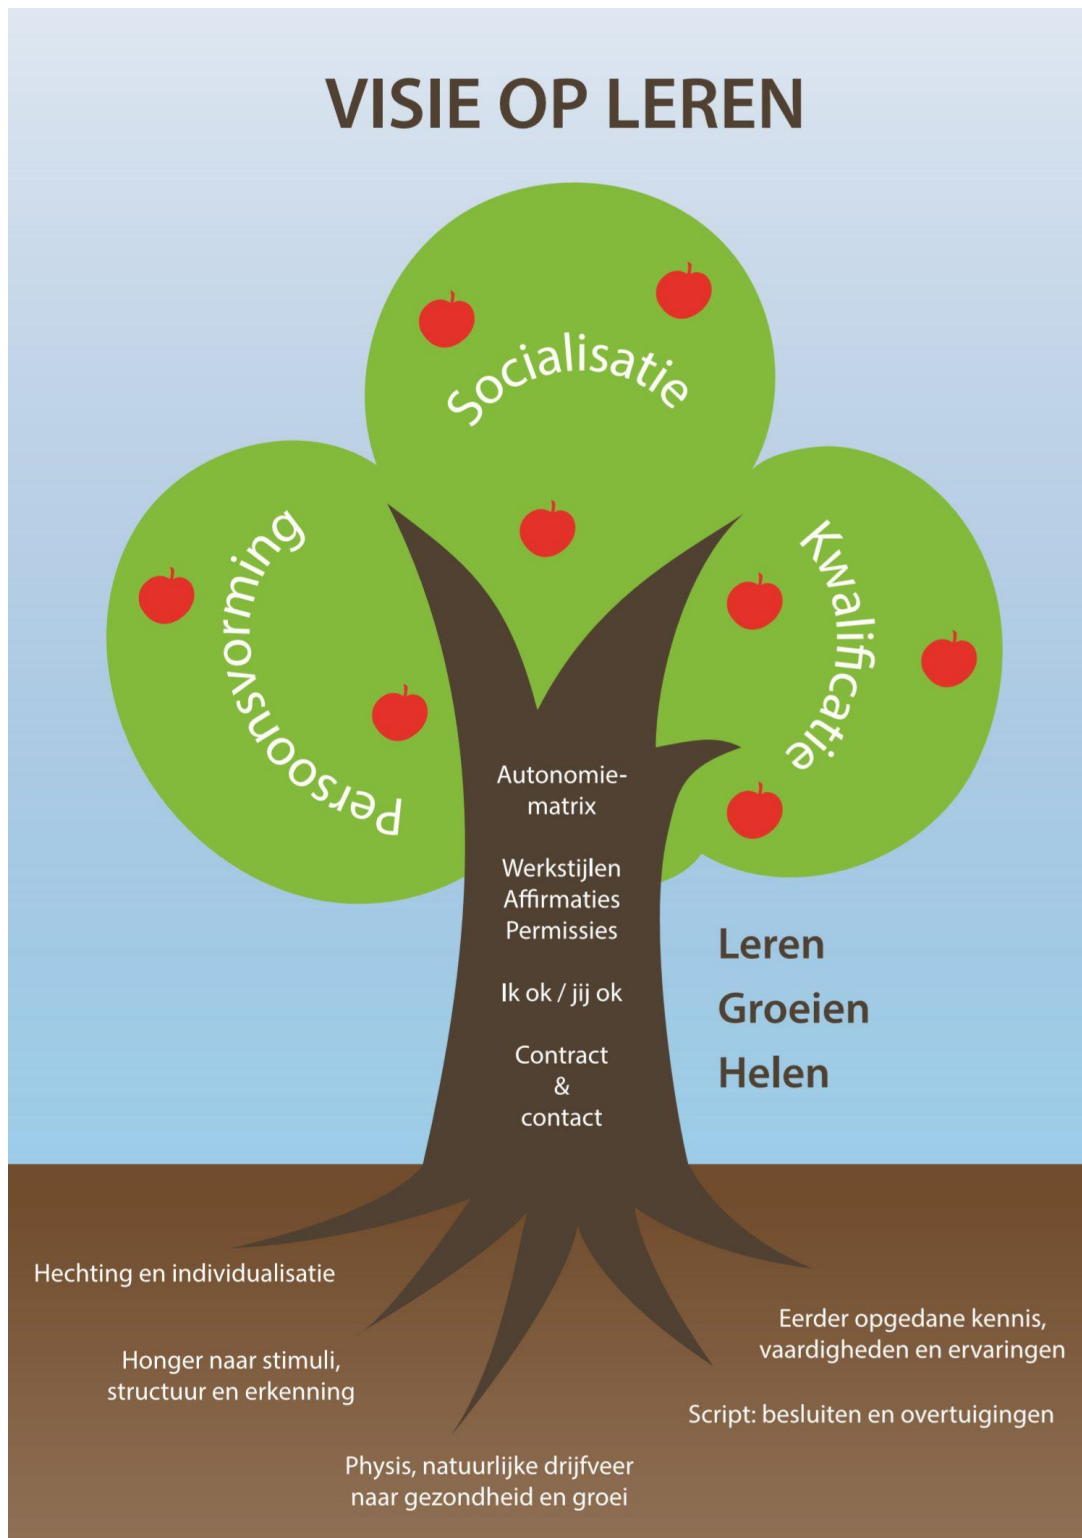 VISIE OP LEREN
Socialisatie
Persoonsvorming
Kwalificatie
Autonomie-
matrix
Werkstijlen
Affirmaties
Permissies
Ik ok / jij ok
Contract
&
contact
Leren
Groeien
Helen
Hechting en individualisatie
Honger naar stimuli,
structuur en erkenning
Physis, natuurlijke drijfveer
naar gezondheid en groei
Eerder opgedane kennis,
vaardigheden en ervaringen
Script: besluiten en overtuigingen